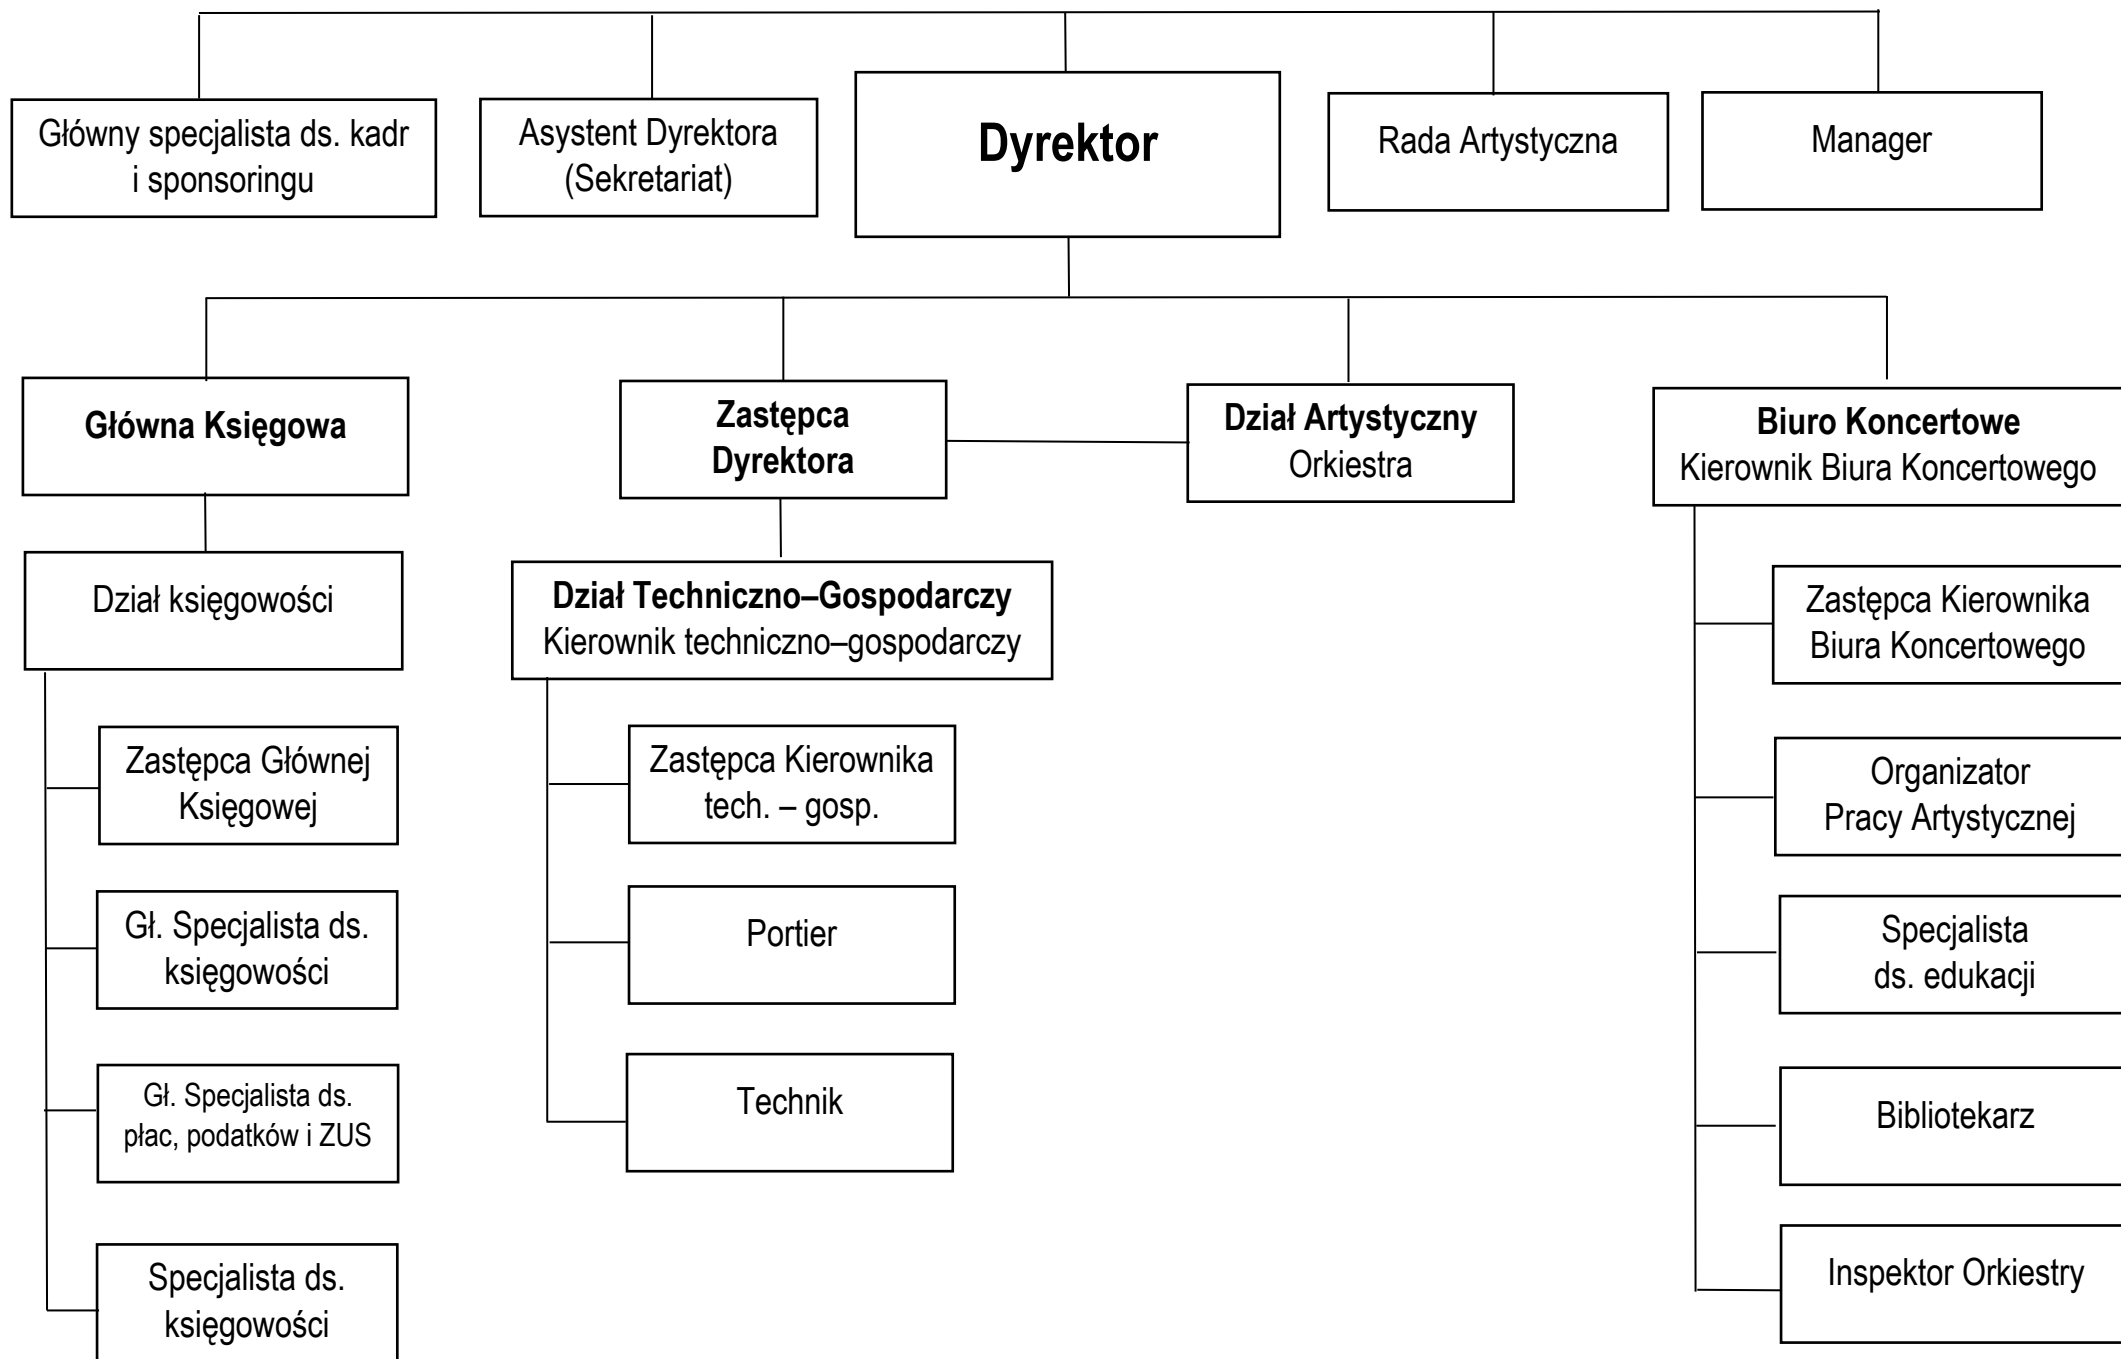 Główny specjalista ds. kadr
i sponsoringu
Asystent Dyrektora
(Sekretariat)
Dyrektor
Rada Artystyczna
Manager
Główna Księgowa
Zastępca
Dyrektora
Dział Artystyczny
Orkiestra
Biuro Koncertowe
Kierownik Biura Koncertowego
Dział księgowości
Zastępca Głównej
Księgowej
Gł. Specjalista ds.
księgowości
Gł. Specjalista ds.
płac, podatków i ZUS
Specjalista ds.
księgowości
Dział Techniczno–Gospodarczy
Kierownik techniczno–gospodarczy
Zastępca Kierownika
tech. – gosp.
Portier
Technik
Zastępca Kierownika
Biura Koncertowego
Organizator
Pracy Artystycznej
Specjalista
ds. edukacji
Bibliotekarz
Inspektor Orkiestry